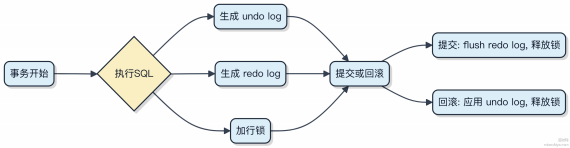 生成 undo log
提交: flush redo log, 释放锁
事务开始
执行SQL
生成 redo log
提交或回滚
回滚: 应用 undo log, 释放锁
加行锁